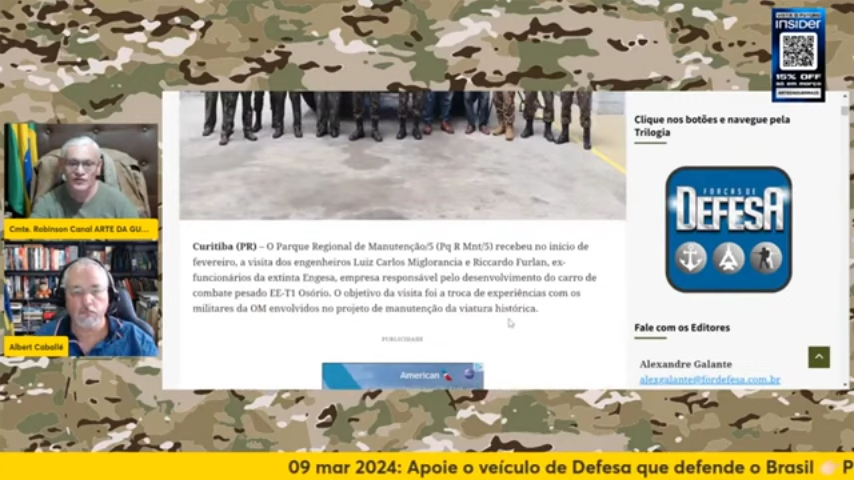 INSIDER
15% OFF
Clique nos botões e navegue pela
Trilogia
FORÇAS DE
DEFESA
Cmte. Robinson Canal ARTE DA GU...
Albert Caballé
Curitiba (PR) – O Parque Regional de Manutenção/5 (Pq R Mnt/5) recebeu no início de
fevereiro, a visita dos engenheiros Luiz Carlos Miglorancia e Riccardo Furlan, ex-
funcionários da extinta Engesa, empresa responsável pelo desenvolvimento do carro de
combate pesado EE-T1 Osório. O objetivo da visita foi a troca de experiências com os
militares da OM envolvidos no projeto de manutenção da viatura histórica.
PUBLICIDADE
American
Fale com os Editores
Alexandre Galante
alexgalante@fordefesa.com.br
09 mar 2024: Apoie o veículo de Defesa que defende o Brasil P